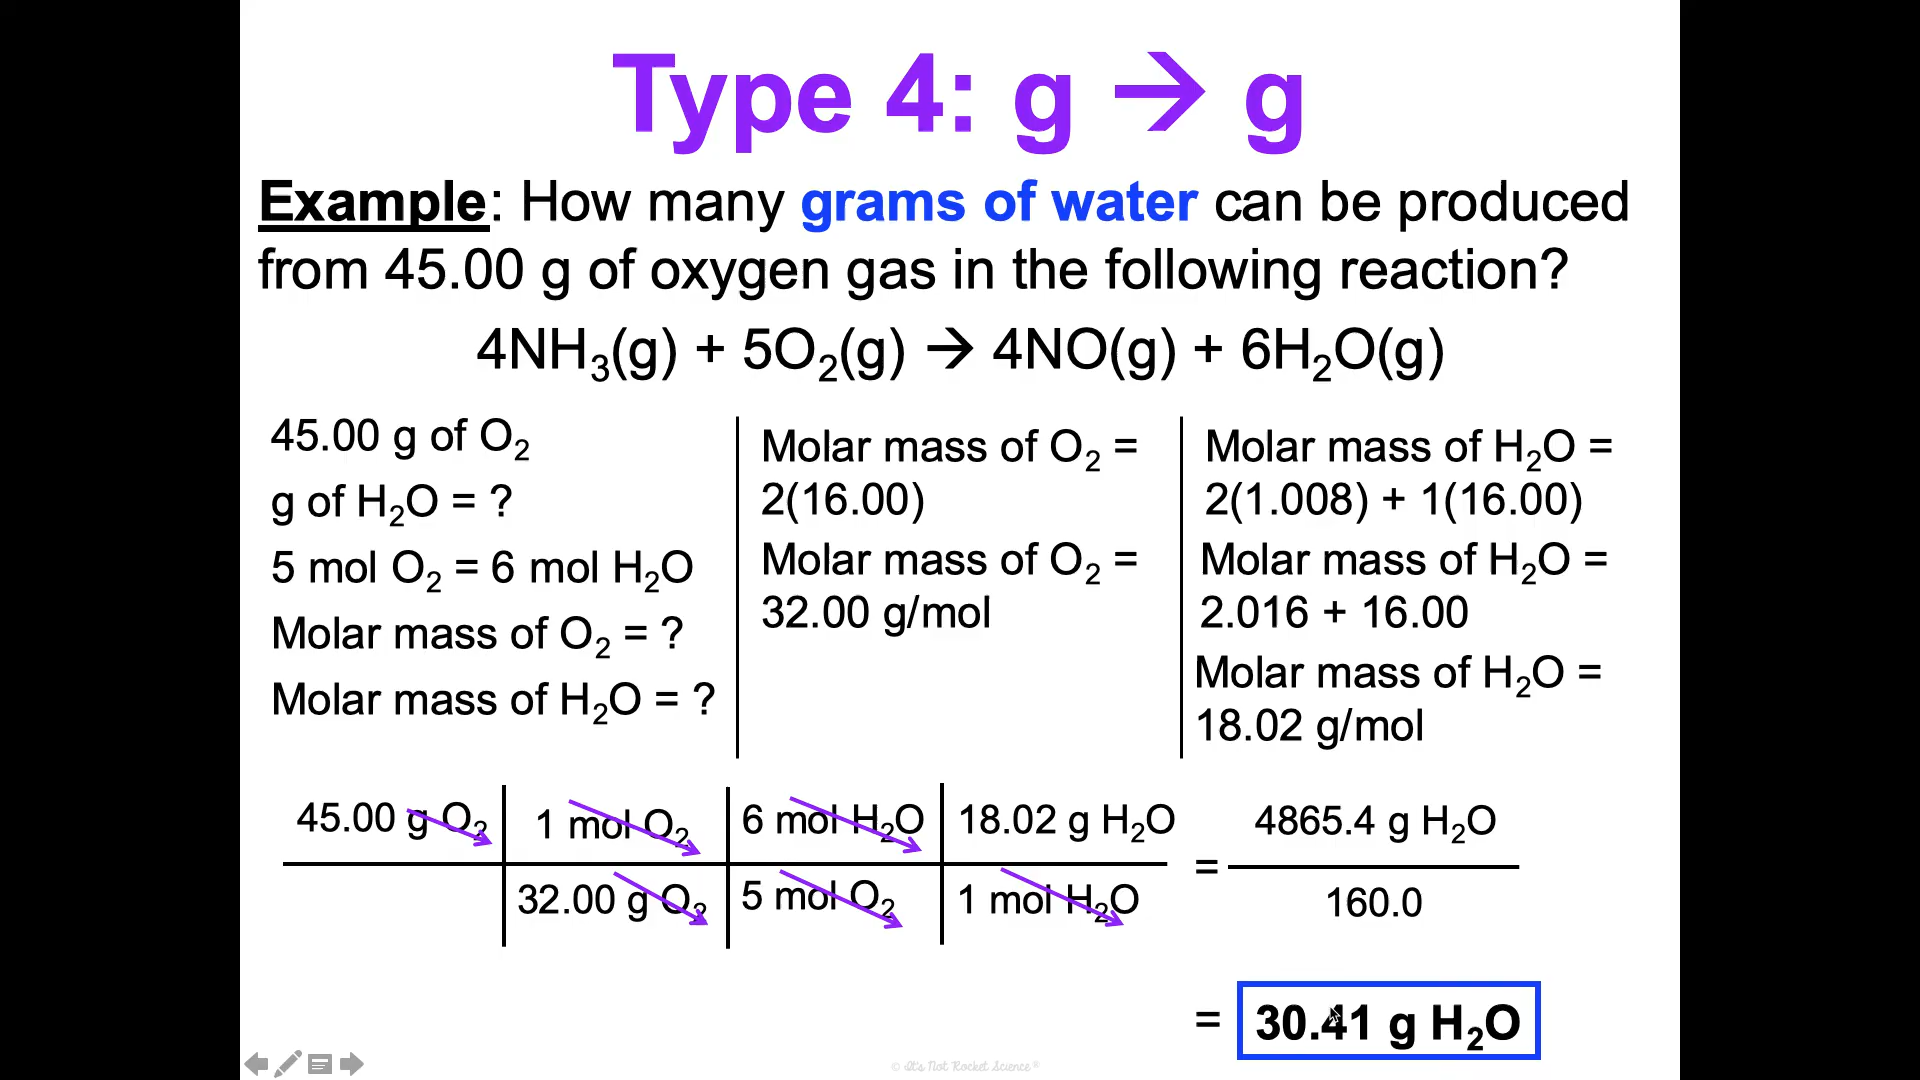 Type 4: g → g
Example: How many grams of water can be produced
from 45.00 g of oxygen gas in the following reaction?
4NH₃(g) + 5O₂(g) → 4NO(g) + 6H₂O(g)
45.00 g of O₂
g of H₂O = ?
5 mol O₂ = 6 mol H₂O
Molar mass of O₂ = ?
Molar mass of H₂O = ?
Molar mass of O₂ =
2(16.00)
Molar mass of O₂ =
32.00 g/mol
Molar mass of H₂O =
2(1.008) + 1(16.00)
Molar mass of H₂O =
2.016 + 16.00
Molar mass of H₂O =
18.02 g/mol
45.00 g O₂ 1 mol O₂ 6 mol H₂O 18.02 g H₂O
32.00 g O₂ 5 mol O₂ 1 mol H₂O
= 4865.4 g H₂O
160.0
= 30.41 g H₂O
© It's Not Rocket Science®